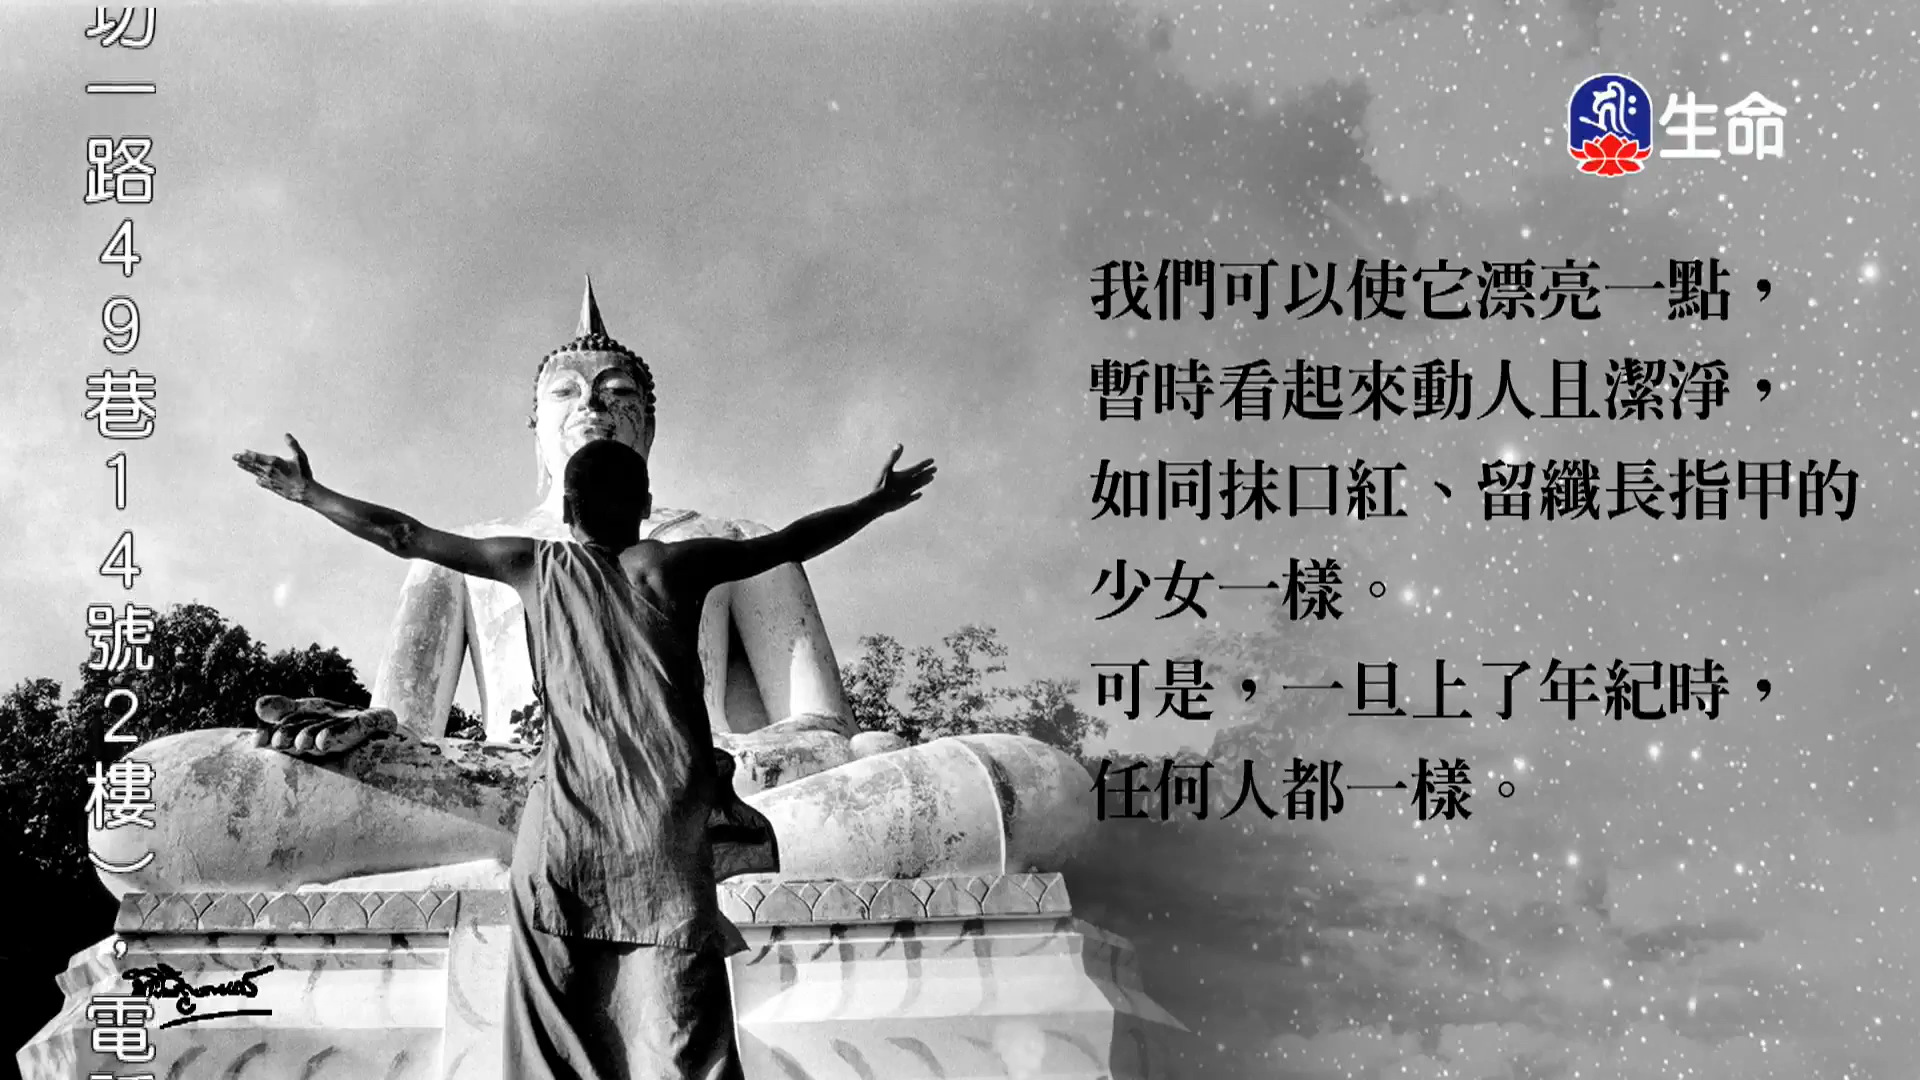 生命
我們可以使它漂亮一點，
暫時看起來動人且潔淨，
如同抹口紅、留纖長指甲的
少女一樣。
可是，一旦上了年紀時，
任何人都一樣。
一路49巷14號2樓），電